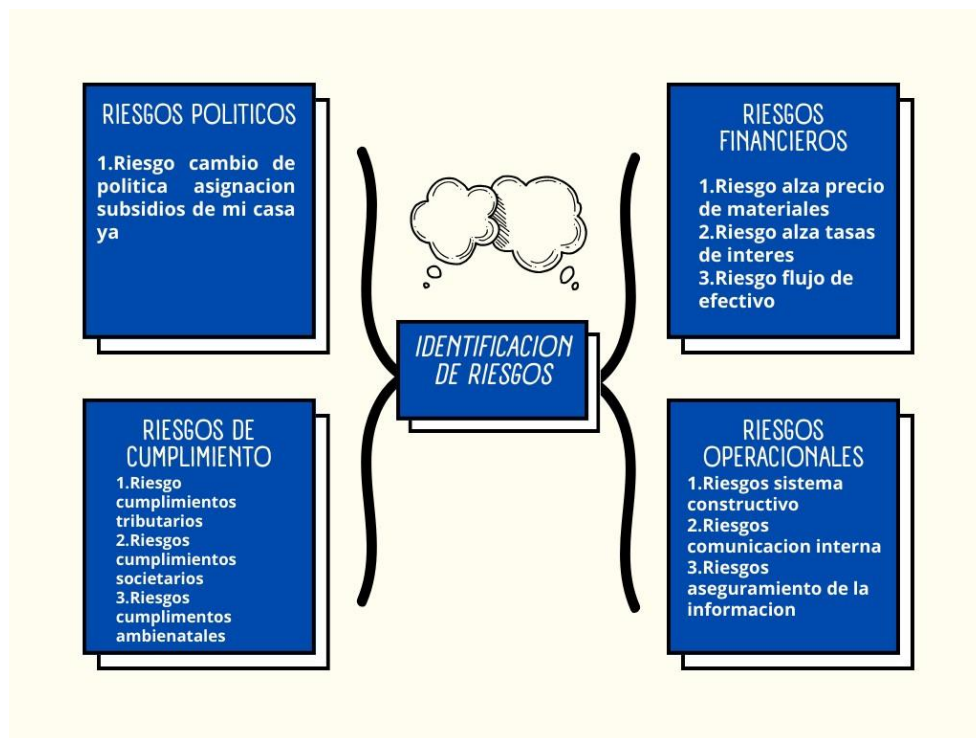 RIESGOS POLITICOS
1.Riesgo cambio de
politica asignacion
subsidios de mi casa
ya
RIESGOS
FINANCIEROS
1.Riesgo alza precio
de materiales
2.Riesgo alza tasas
de interes
3.Riesgo flujo de
efectivo
IDENTIFICACION
DE RIESGOS
RIESGOS DE
CUMPLIMIENTO
1.Riesgo
cumplimientos
tributarios
2.Riesgos
cumplimientos
societarios
3.Riesgos
cumplimentos
ambienatales
RIESGOS
OPERACIONALES
1.Riesgos sistema
constructivo
2.Riesgos
comunicacion interna
3.Riesgos
aseguramiento de la
informacion